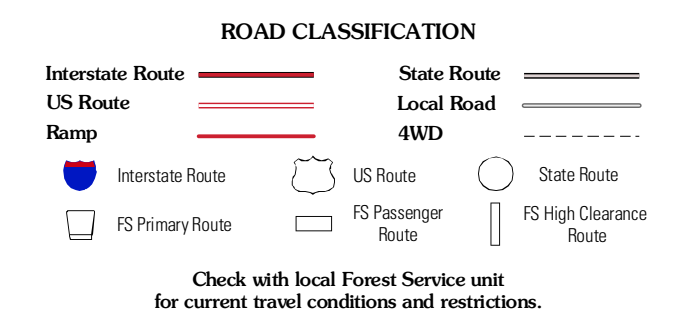 ROAD CLASSIFICATION
Interstate Route
State Route
US Route
Local Road
Ramp
4WD
Interstate Route
US Route
State Route
FS Primary Route
FS Passenger
Route
FS High Clearance
Route
Check with local Forest Service unit
for current travel conditions and restrictions.